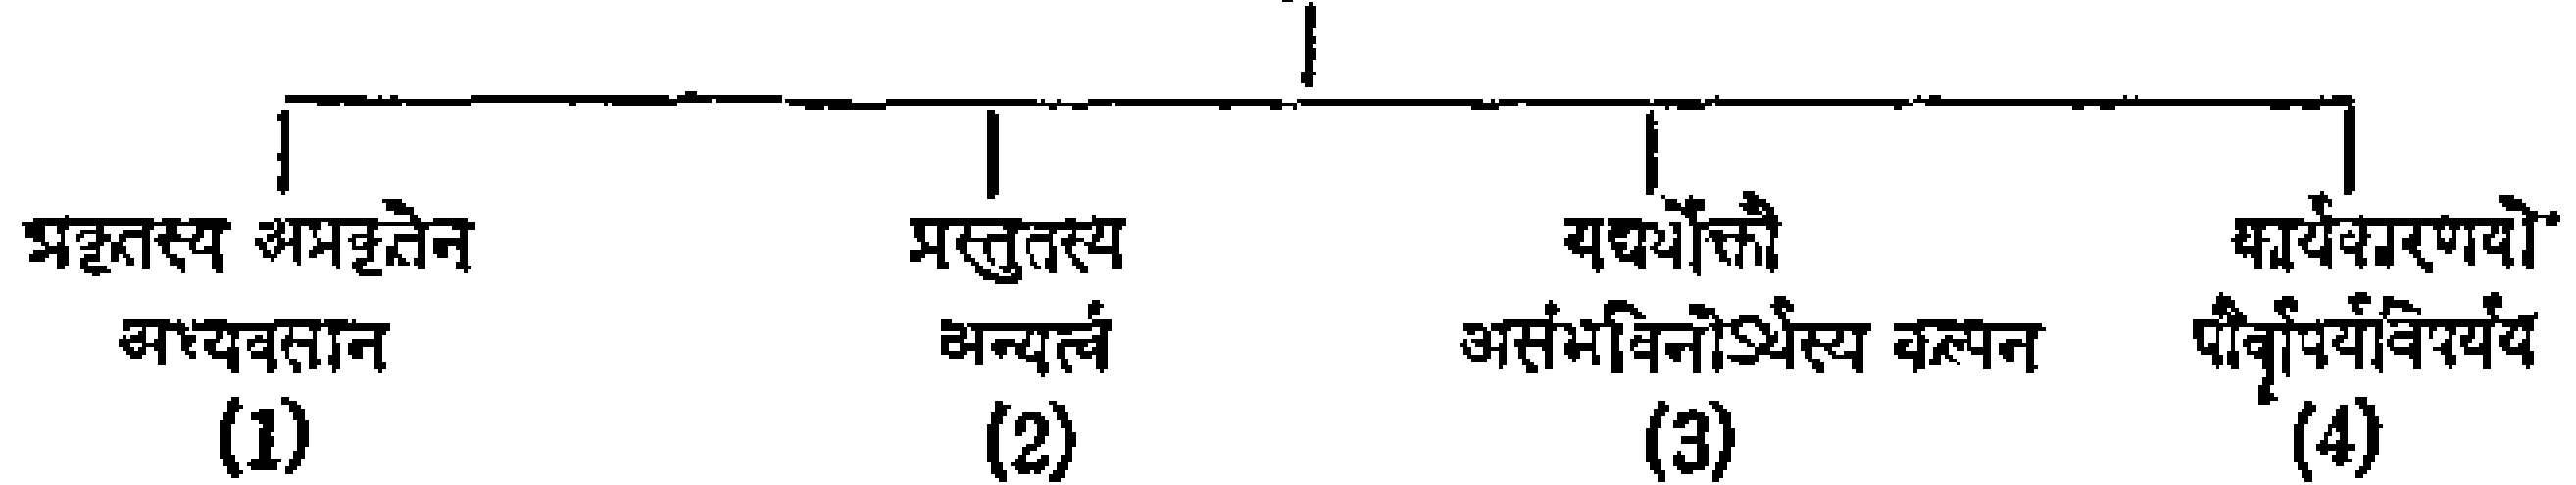 प्रकृतस्य अप्रकृतेन
अध्यवसान
(1)
प्रस्तुतस्य
अन्यत्वं
(2)
यद्यर्थोक्तौ
असंभविनोऽर्थस्य कल्पन
(3)
कार्यकारणयो
पौर्वापर्यविपर्यय
(4)